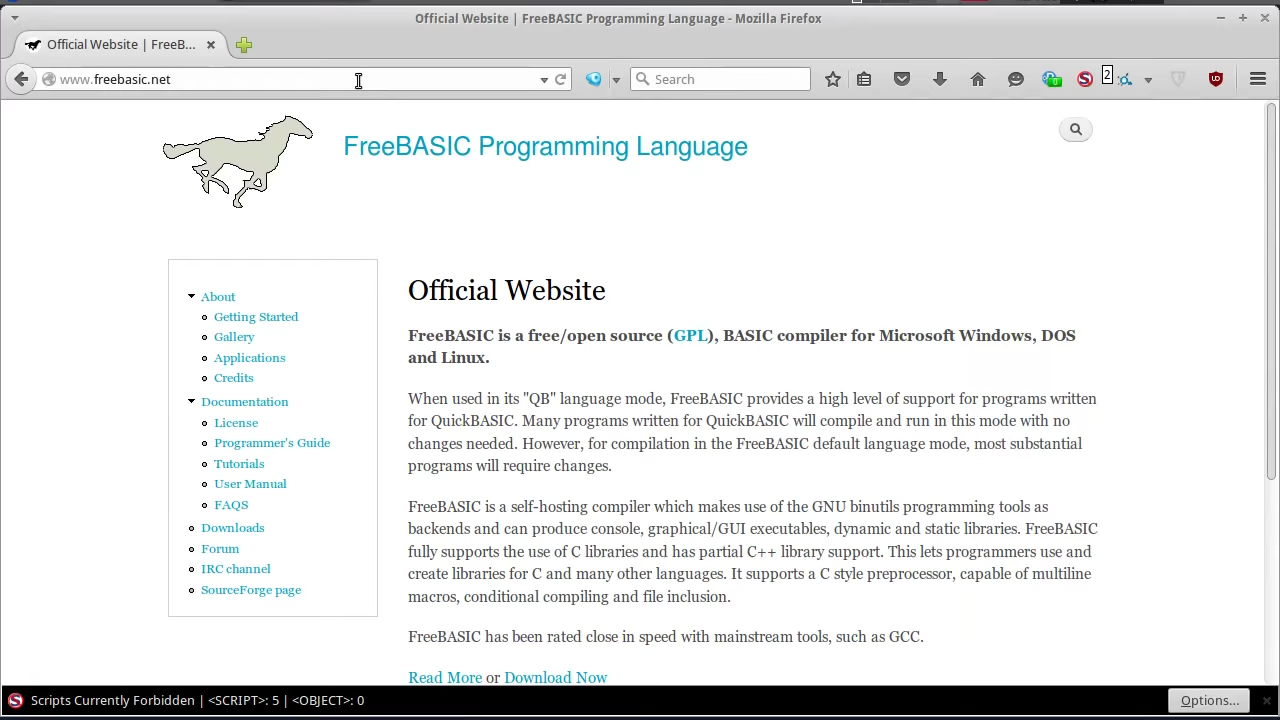 Official Website | FreeBASIC Programming Language - Mozilla Firefox
Official Website | FreeB...
www.freebasic.net
Search
2
0
FreeBASIC Programming Language
About
Getting Started
Gallery
Applications
Credits
Documentation
License
Programmer's Guide
Tutorials
User Manual
FAQS
Downloads
Forum
IRC channel
SourceForge page
Official Website
FreeBASIC is a free/open source (GPL), BASIC compiler for Microsoft Windows, DOS
and Linux.
When used in its "QB" language mode, FreeBASIC provides a high level of support for programs written
for QuickBASIC. Many programs written for QuickBASIC will compile and run in this mode with no
changes needed. However, for compilation in the FreeBASIC default language mode, most substantial
programs will require changes.
FreeBASIC is a self-hosting compiler which makes use of the GNU binutils programming tools as
backends and can produce console, graphical/GUI executables, dynamic and static libraries. FreeBASIC
fully supports the use of C libraries and has partial C++ library support. This lets programmers use and
create libraries for C and many other languages. It supports a C style preprocessor, capable of multiline
macros, conditional compiling and file inclusion.
FreeBASIC has been rated close in speed with mainstream tools, such as GCC.
Read More or Download Now
Scripts Currently Forbidden | <SCRIPT>: 5 | <OBJECT>: 0
Options...